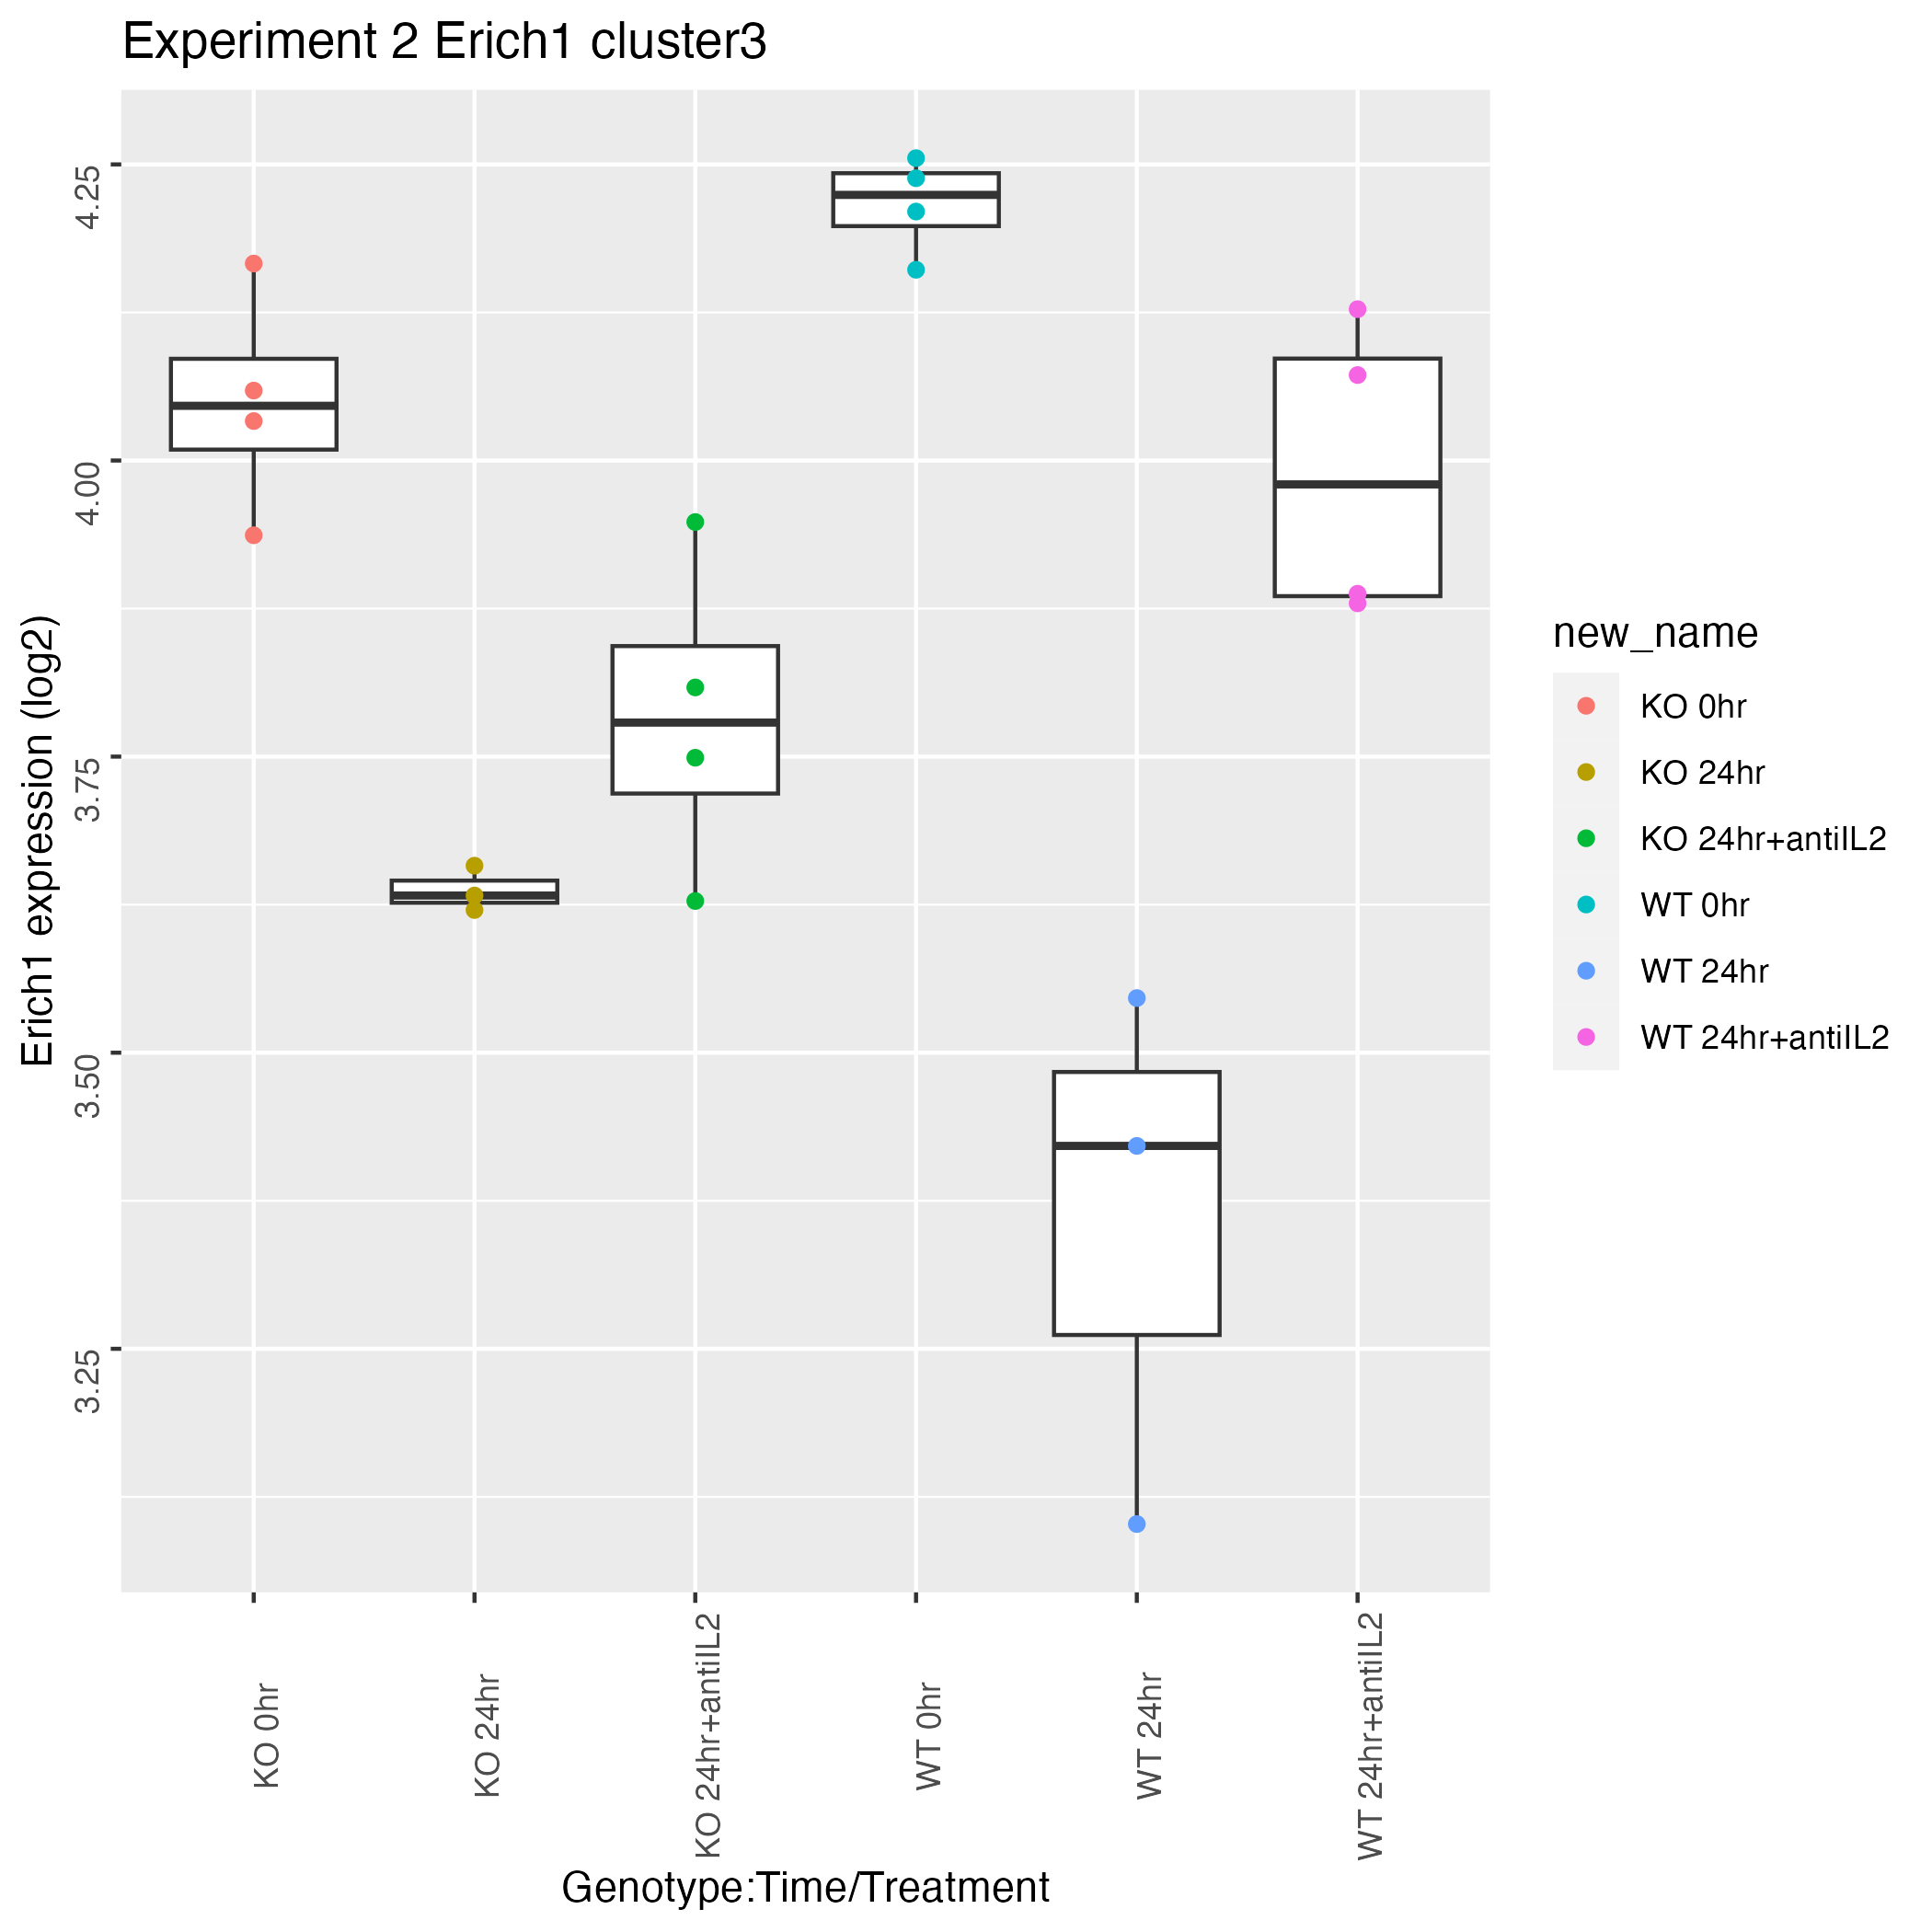 Experiment 2 Erich1 cluster3
Erich1 expression (log2)
4.25
4.00
3.75
3.50
3.25
KO 0hr
KO 24hr
KO 24hr+antiIL2
WT 0hr
WT 24hr
WT 24hr+antiIL2
Genotype:Time/Treatment
new_name
KO 0hr
KO 24hr
KO 24hr+antiIL2
WT 0hr
WT 24hr
WT 24hr+antiIL2